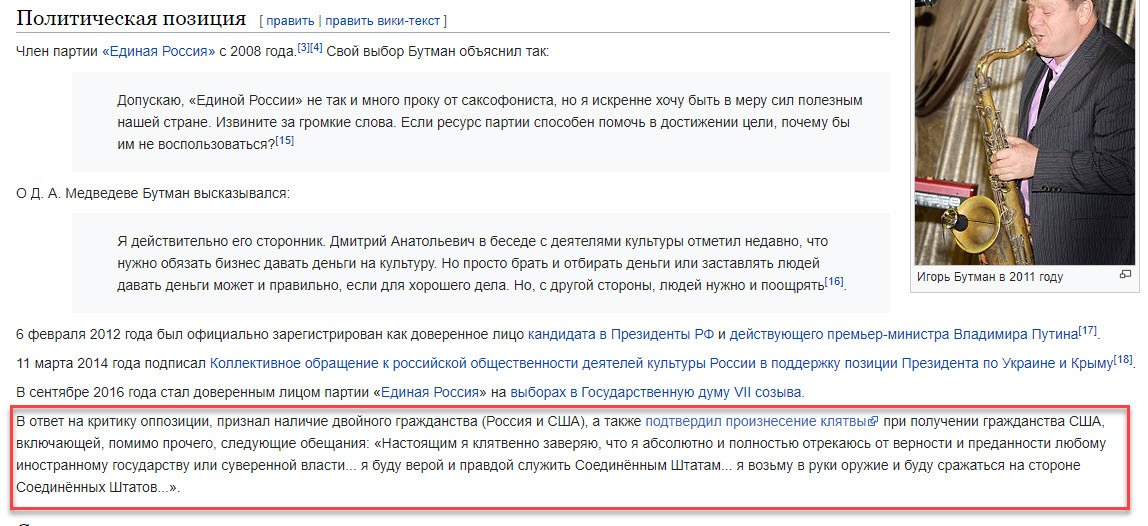 Политическая позиция [ править | править вики-текст ]
Член партии «Единая Россия» с 2008 года.[3][4] Свой выбор Бутман объяснил так:
Допускаю, «Единой России» не так и много проку от саксофониста, но я искренне хочу быть в меру сил полезным
нашей стране. Извините за громкие слова. Если ресурс партии способен помочь в достижении цели, почему бы
им не воспользоваться?[15]
О Д. А. Медведеве Бутман высказывался:
Я действительно его сторонник. Дмитрий Анатольевич в беседе с деятелями культуры отметил недавно, что
нужно обязать бизнес давать деньги на культуру. Но просто брать и отбирать деньги или заставлять людей
давать деньги может и правильно, если для хорошего дела. Но, с другой стороны, людей нужно и поощрять[16].
Игорь Бутман в 2011 году
6 февраля 2012 года был официально зарегистрирован как доверенное лицо кандидата в Президенты РФ и действующего премьер-министра Владимира Путина[17].
11 марта 2014 года подписал Коллективное обращение к российской общественности деятелей культуры России в поддержку позиции Президента по Украине и Крыму[18].
В сентябре 2016 года стал доверенным лицом партии «Единая Россия» на выборах в Государственную думу VII созыва.
В ответ на критику оппозиции, признал наличие двойного гражданства (Россия и США), а также подтвердил произнесение клятвы при получении гражданства США,
включающей, помимо прочего, следующие обещания: «Настоящим я клятвенно заверяю, что я абсолютно и полностью отрекаюсь от верности и преданности любому
иностранному государству или суверенной власти... я буду верой и правдой служить Соединённым Штатам... я возьму в руки оружие и буду сражаться на стороне
Соединённых Штатов...».